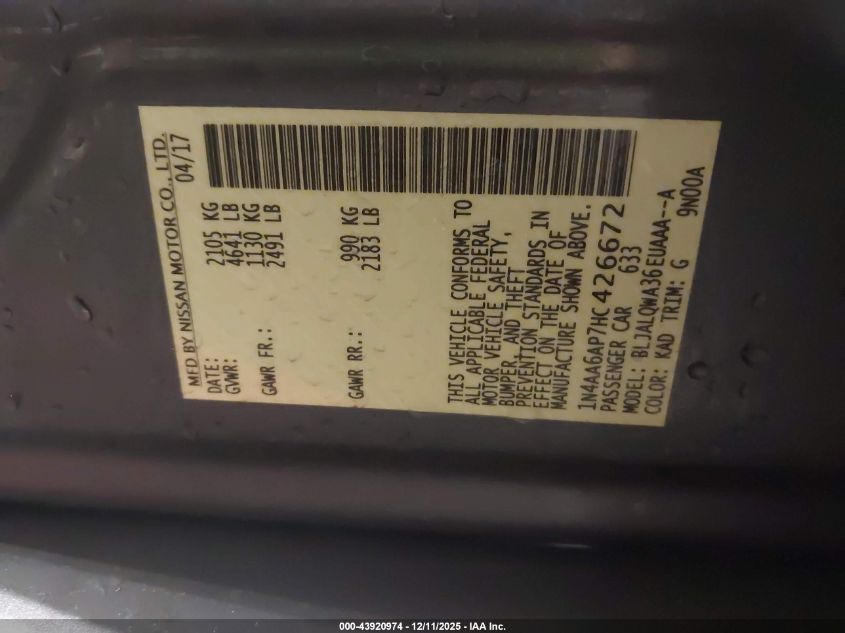 MFD BY NISSAN MOTOR CO., LTD.
DATE: 04/17
GVWR: 2105 KG
4641 LB
GAWR FR.: 1130 KG
2491 LB
GAWR RR.: 990 KG
2183 LB
THIS VEHICLE CONFORMS TO
ALL APPLICABLE FEDERAL
MOTOR VEHICLE SAFETY,
BUMPER, AND THEFT
PREVENTION STANDARDS IN
EFFECT ON THE DATE OF
MANUFACTURE SHOWN ABOVE.
1N4AA6AP7HC426672
PASSENGER CAR 633
MODEL: BLJALQWA36EUAAA--A
COLOR: KAD TRIM: G 9N00A
000-43920974 - 12/11/2025 - IAA Inc.